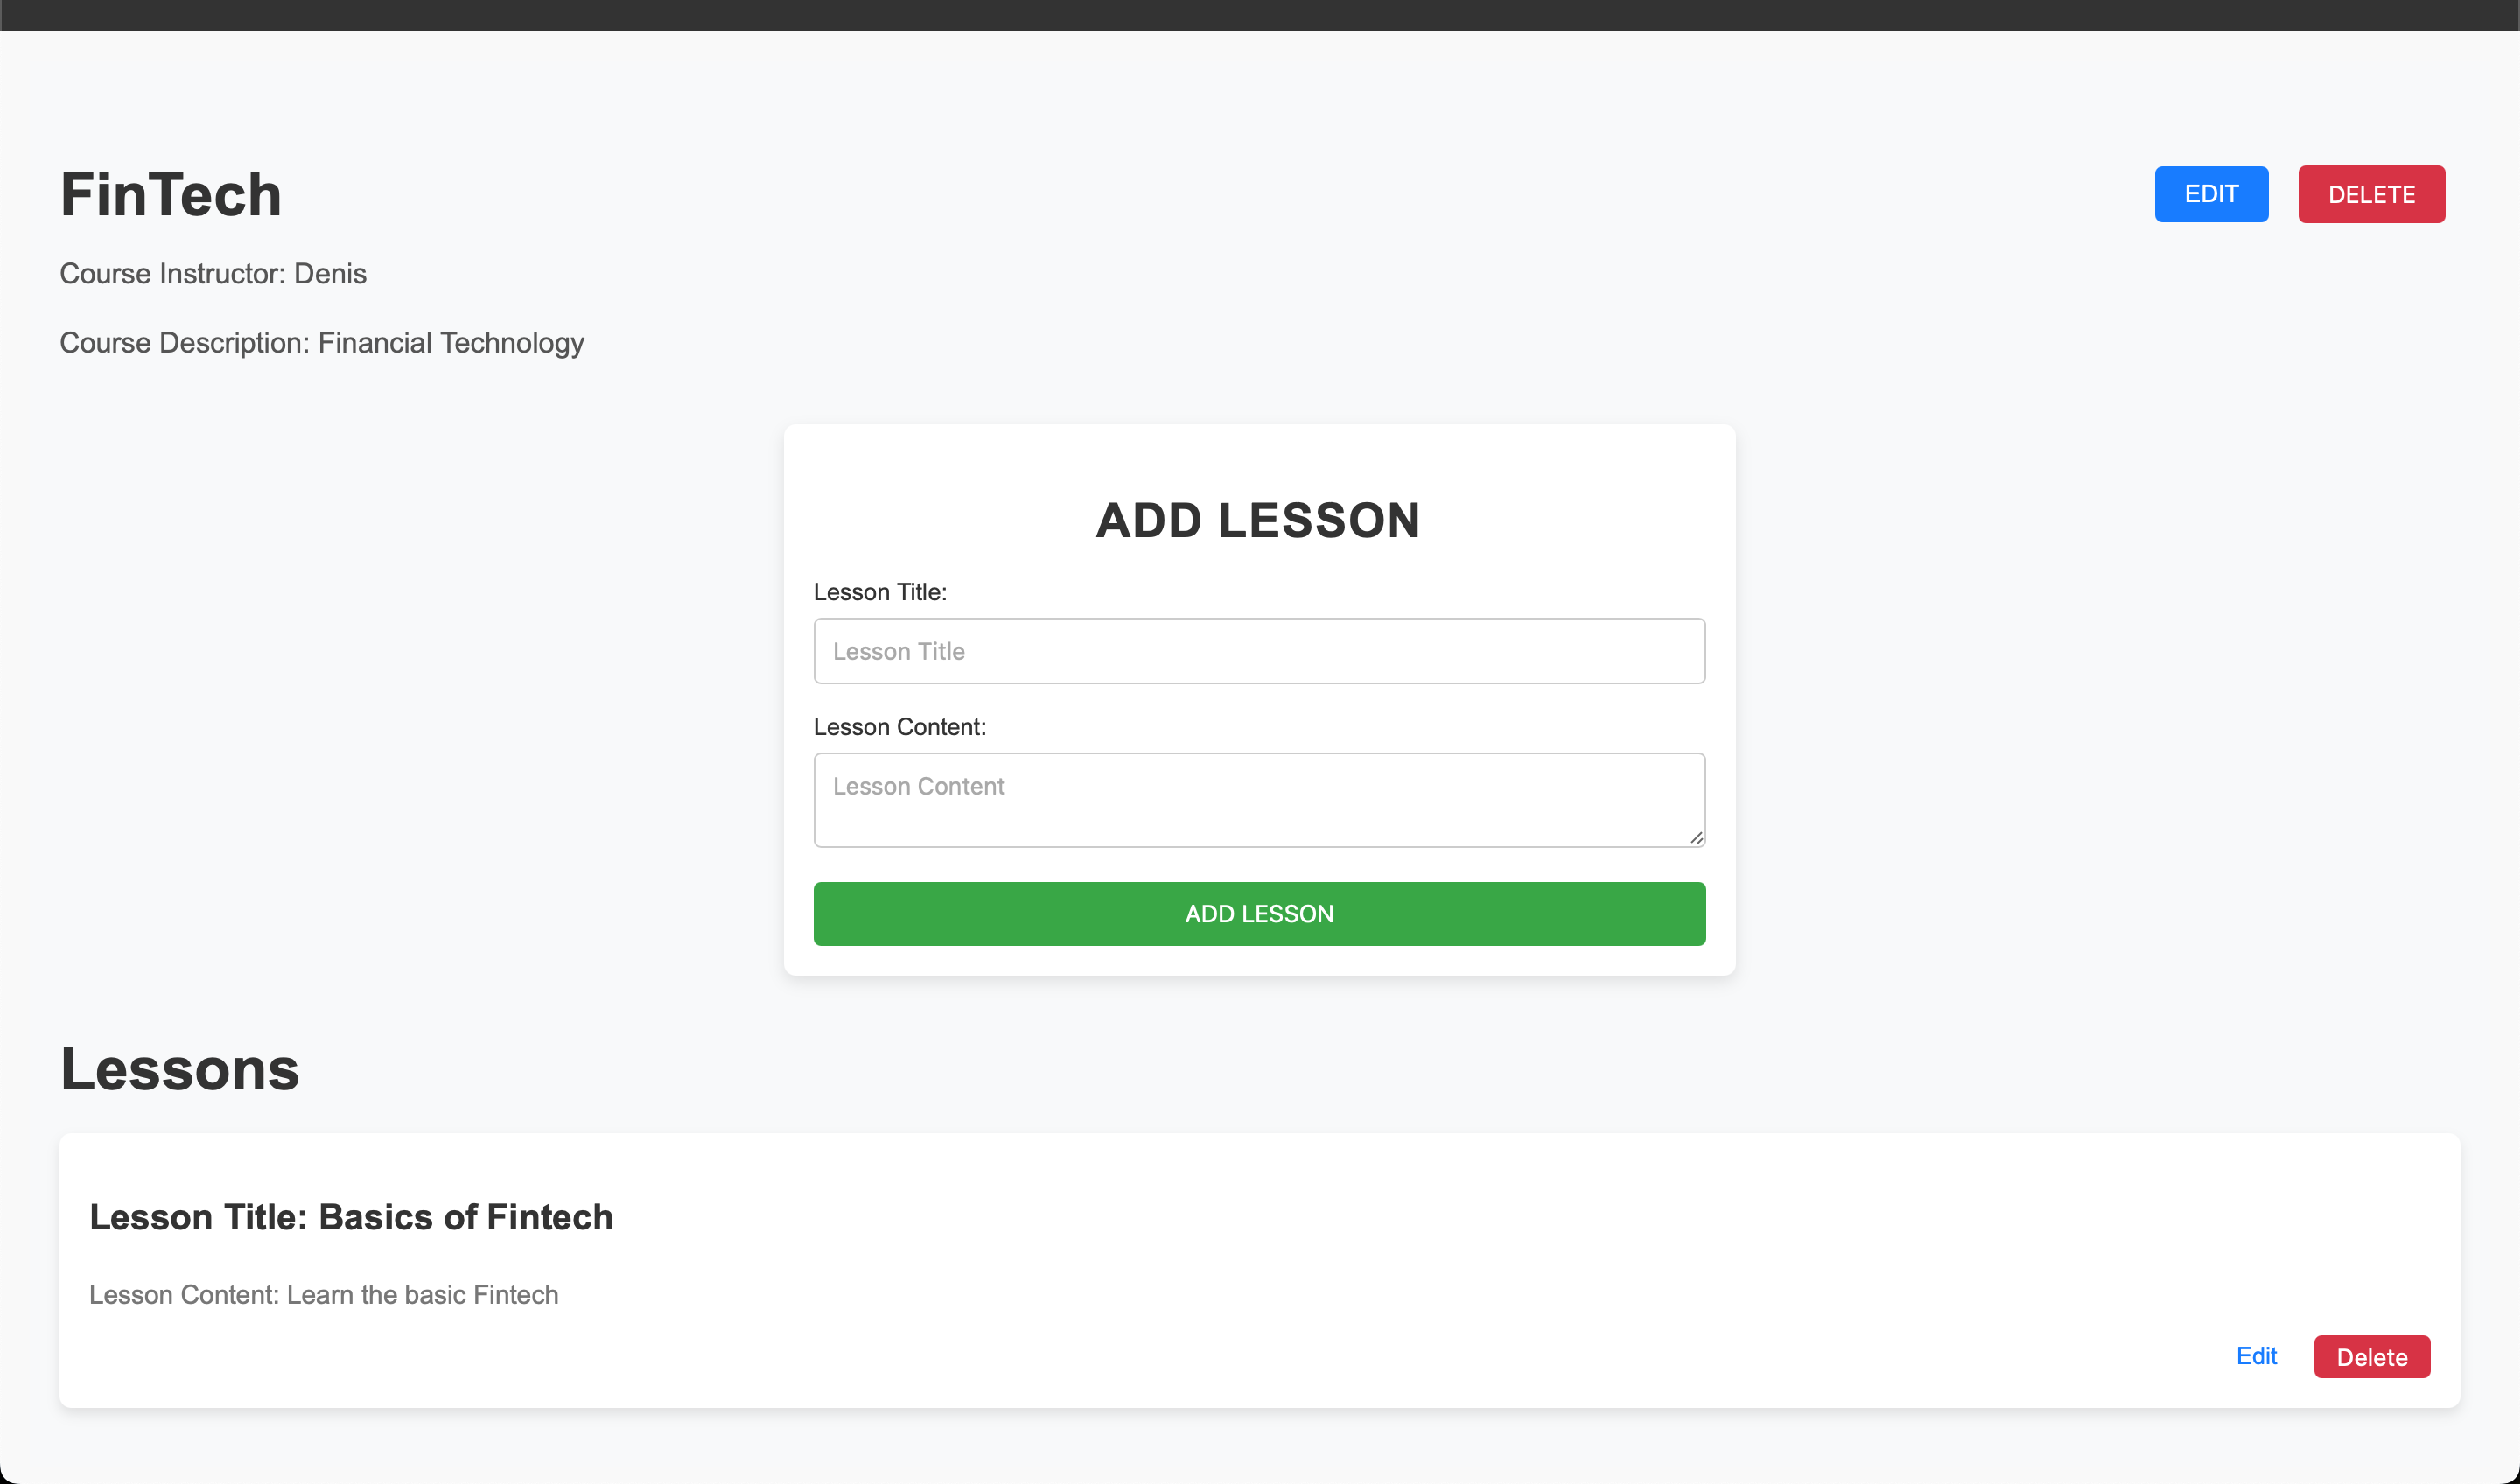 FinTech
EDIT
DELETE
Course Instructor: Denis
Course Description: Financial Technology
ADD LESSON
Lesson Title:
Lesson Title
Lesson Content:
Lesson Content
ADD LESSON
Lessons
Lesson Title: Basics of Fintech
Lesson Content: Learn the basic Fintech
Edit
Delete